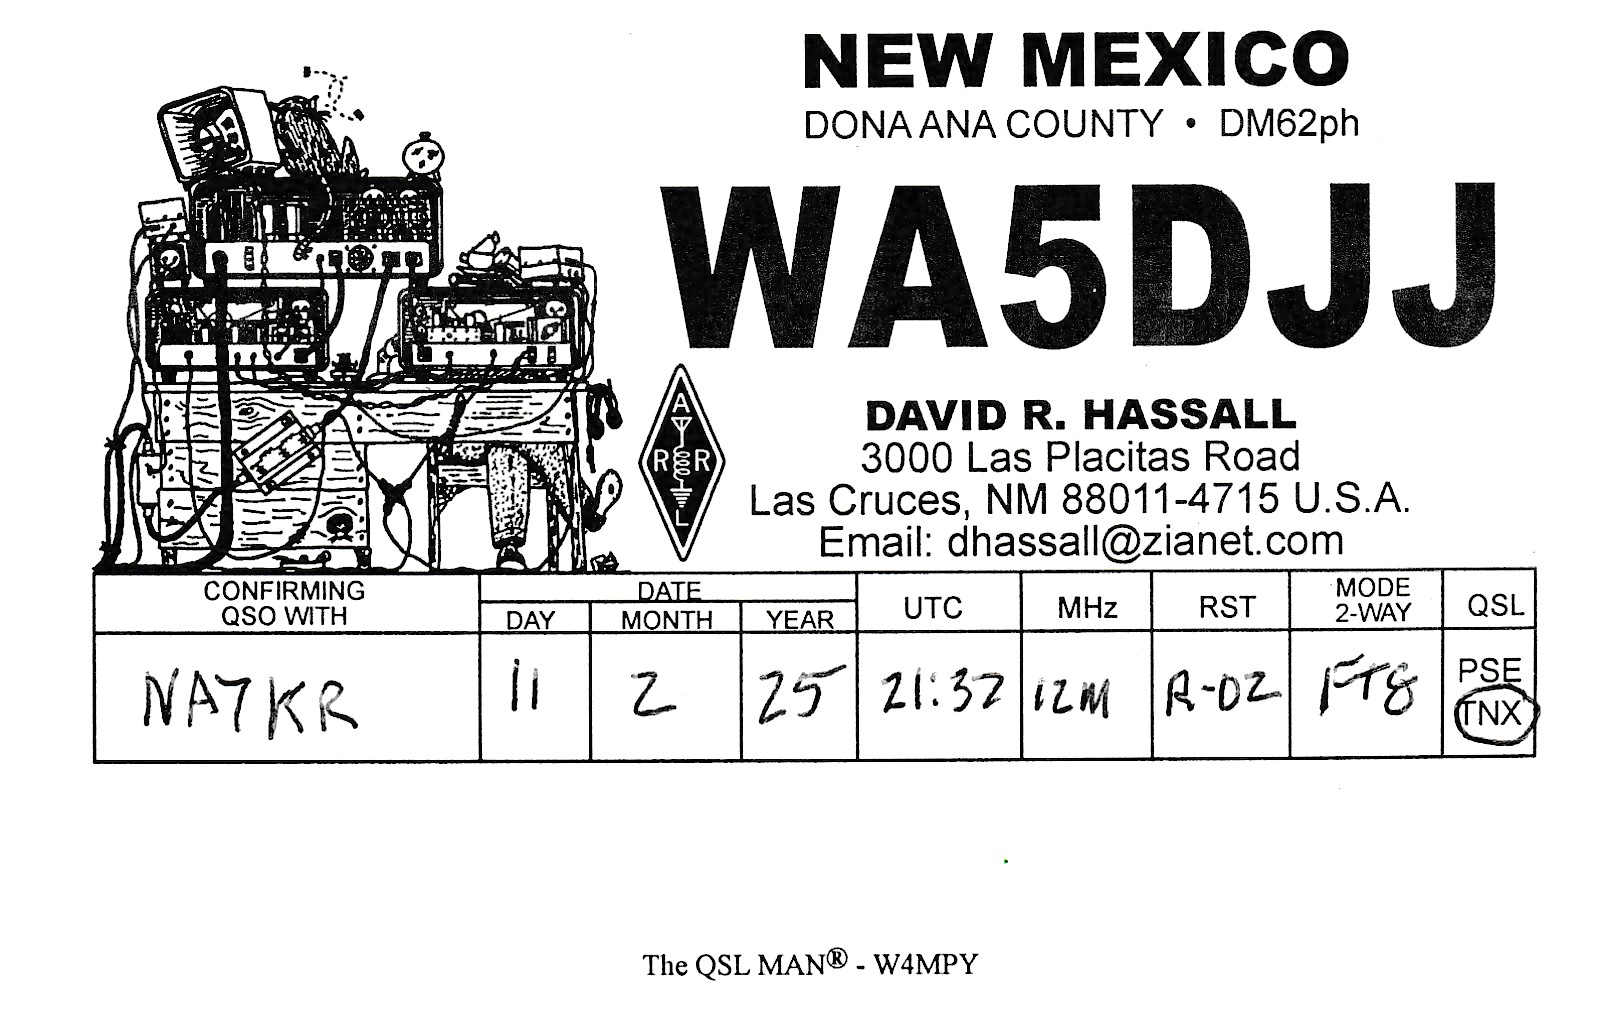 NEW MEXICO
DONA ANA COUNTY • DM62ph
WA5DJJ
A
R R
L
DAVID R. HASSALL
3000 Las Placitas Road
Las Cruces, NM 88011-4715 U.S.A.
Email: dhassall@zianet.com
CONFIRMING
QSO WITH
DATE
DAY MONTH YEAR
UTC
MHz
RST
MODE
2-WAY
QSL
NA7KR 11 2 25 21:37 12M R-02 FT8
PSE
TNX
The QSL MAN® - W4MPY